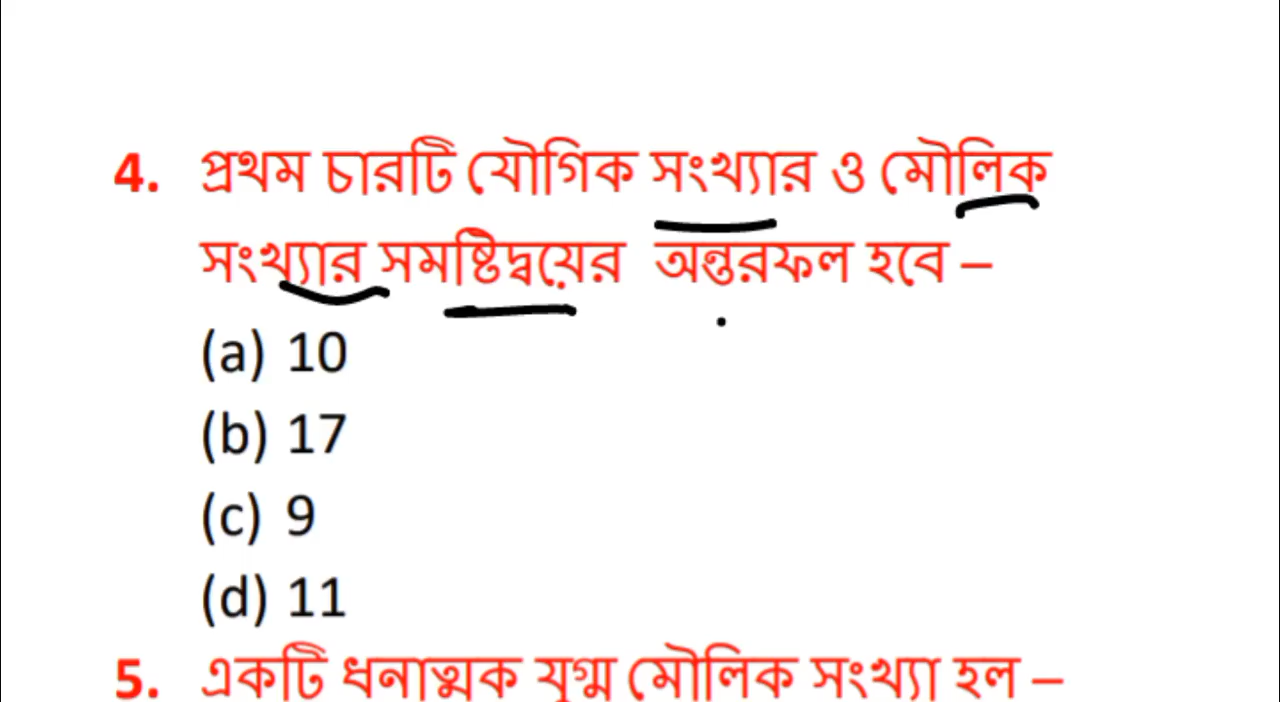 4. প্রথম চারটি যৌগিক সংখ্যার ও মৌলিক
সংখ্যার সমষ্টিদ্বয়ের অন্তরফল হবে –
(a) 10
(b) 17
(c) 9
(d) 11
5. একটি ধনাত্মক যুগ্ম মৌলিক সংখ্যা হল –